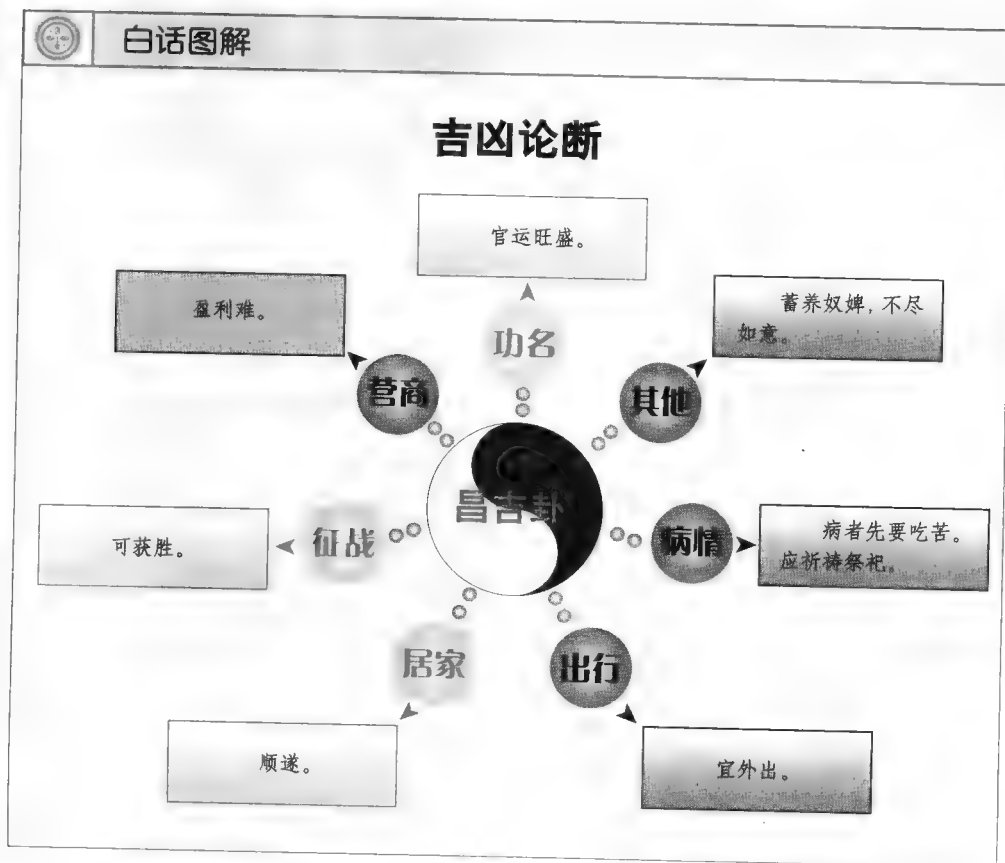 白话图解
吉凶论断
官运旺盛。
功名
盈利难。
营商
蓄养奴婢，不尽
如意。
其他
昌吉卦
可获胜。
征战
病情
病者先要吃苦。
应祈祷祭祀。
居家
顺遂。
出行
宜外出。